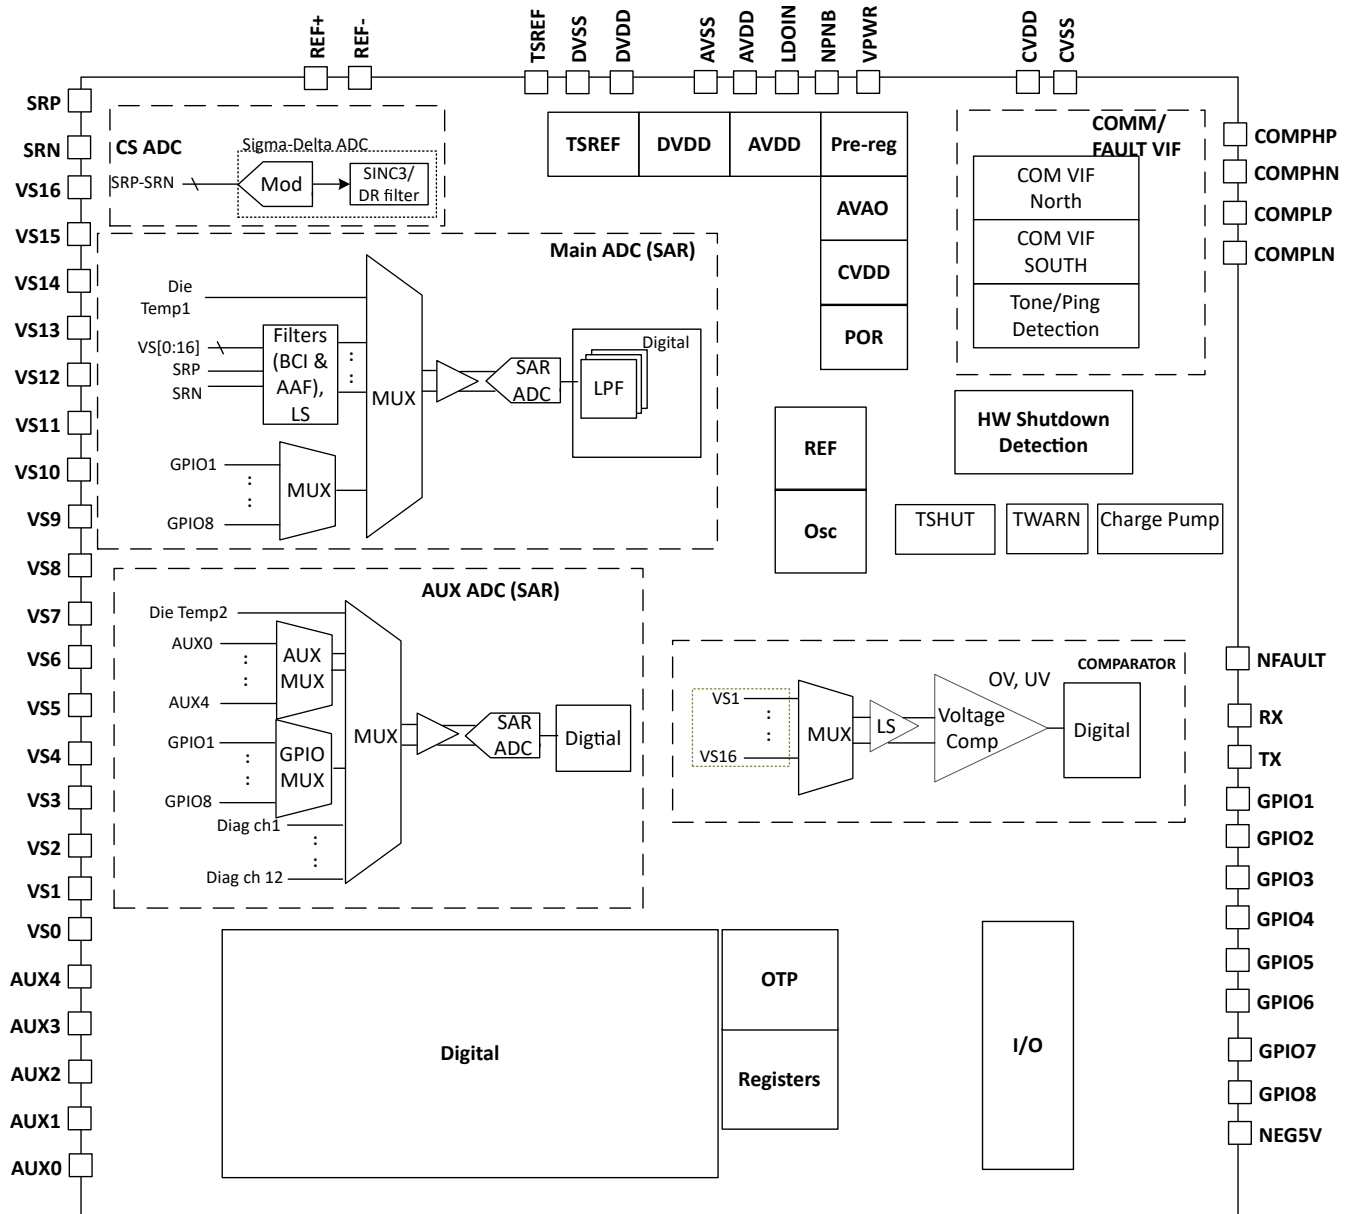 REF+
REF-
TSREF
DVSS
DVDD
AVSS
AVDD
LDOIN
NPNB
VPWR
CVDD
CVSS
SRP
SRN
VS16
VS15
VS14
VS13
VS12
VS11
VS10
VS9
VS8
VS7
VS6
VS5
VS4
VS3
VS2
VS1
VS0
AUX4
AUX3
AUX2
AUX1
AUX0
CS ADC
Sigma-Delta ADC
SRP-SRN
Mod
SINC3/
DR filter
Main ADC (SAR)
Die
Temp1
VS[0:16]
SRP
SRN
Filters
(BCI &
AAF),
LS
:
:
:
:
GPIO1
:
:
GPIO8
MUX
MUX
SAR
ADC
Digital
LPF
AUX ADC (SAR)
Die Temp2
AUX0
:
:
AUX4
AUX
MUX
GPIO1
:
:
GPIO8
GPIO
MUX
Diag ch1
:
:
:
:
Diag ch 12
MUX
SAR
ADC
Digtial
TSREF
DVDD
AVDD
Pre-reg
AVAO
CVDD
POR
REF
Osc
COMM/
FAULT VIF
COM VIF
North
COM VIF
SOUTH
Tone/Ping
Detection
HW Shutdown
Detection
TSHUT
TWARN
Charge Pump
COMPARATOR
VS1
:
:
:
:
VS16
MUX
LS
OV, UV
Voltage
Comp
Digital
Digital
OTP
Registers
I/O
COMPHP
COMPHN
COMPLP
COMPLN
NFAULT
RX
TX
GPIO1
GPIO2
GPIO3
GPIO4
GPIO5
GPIO6
GPIO7
GPIO8
NEG5V